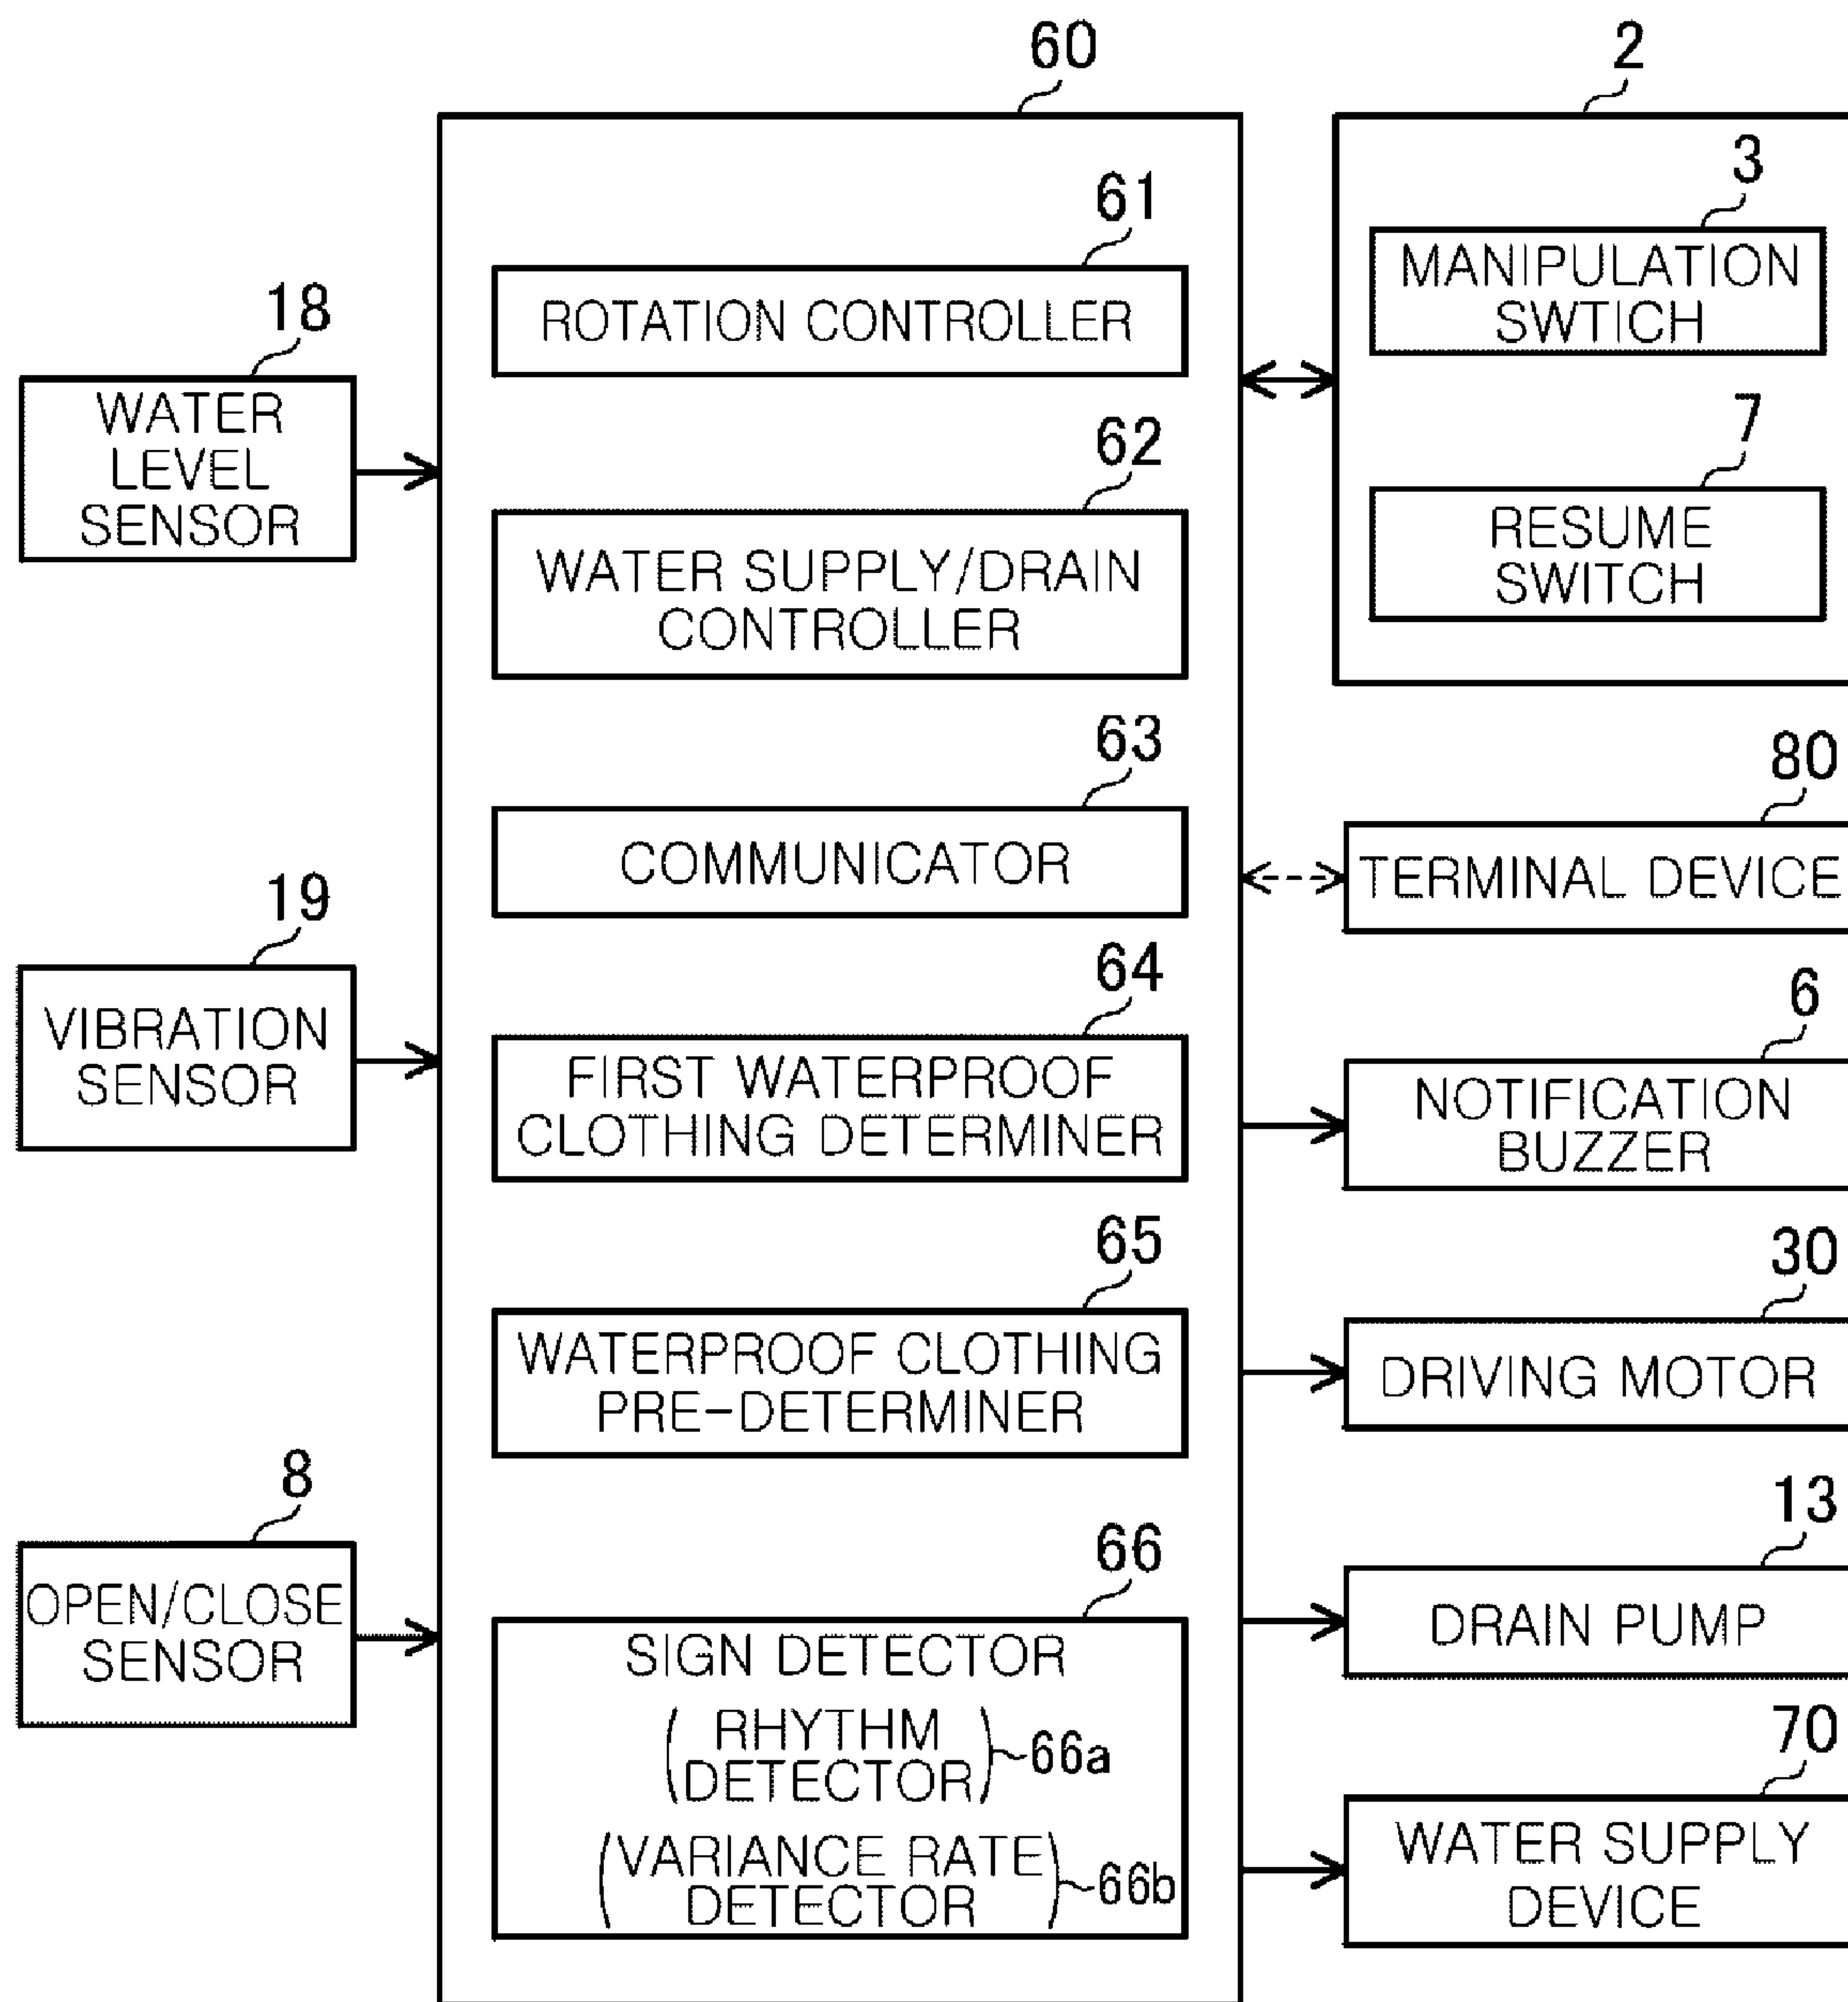 18
WATER
LEVEL
SENSOR
19
VIBRATION
SENSOR
8
OPEN/CLOSE
SENSOR
60
61
ROTATION CONTROLLER
62
WATER SUPPLY/DRAIN
CONTROLLER
63
COMMUNICATOR
64
FIRST WATERPROOF
CLOTHING DETERMINER
65
WATERPROOF CLOTHING
PRE-DETERMINER
66
SIGN DETECTOR
(RHYTHM
DETECTOR) 66a
(VARIANCE RATE
DETECTOR) 66b
2
3
MANIPULATION
SWTICH
7
RESUME
SWITCH
80
TERMINAL DEVICE
6
NOTIFICATION
BUZZER
30
DRIVING MOTOR
13
DRAIN PUMP
70
WATER SUPPLY
DEVICE